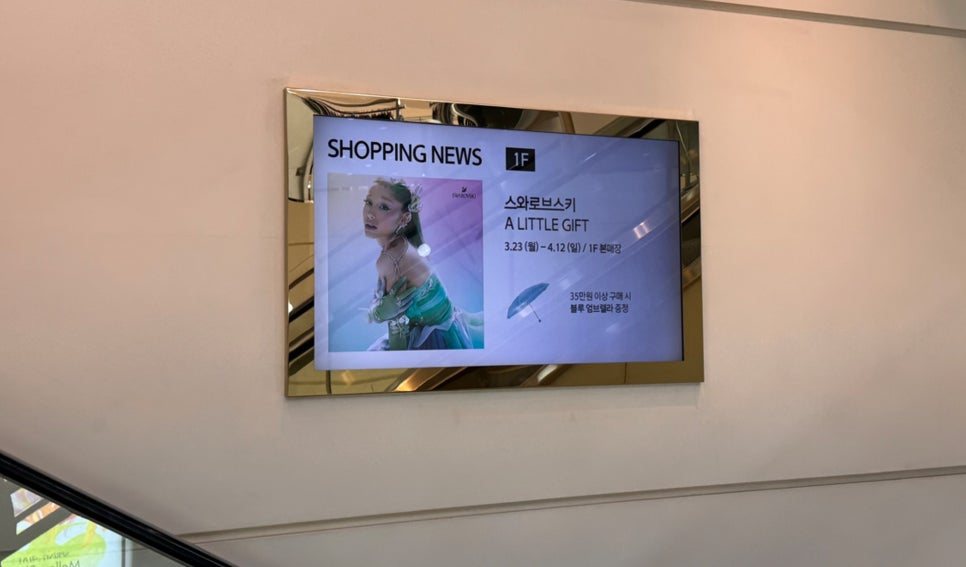 SHOPPING NEWS
1F
SWAROVSKI
스와로브스키
A LITTLE GIFT
3.23 (월) – 4.12 (일) / 1F 본매장
35만원 이상 구매 시
블루 엄브렐라 증정